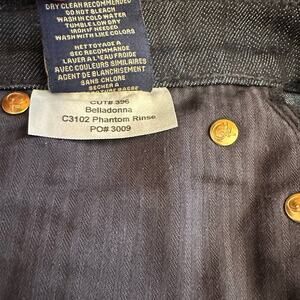 DRY CLEAN RECOMMENDED
DO NOT BLEACH
WASH IN COLD WATER
TUMBLE LOW DRY
IRON IF NEEDED
WASH WITH LIKE COLORS
NETTOYAGE A
SEC RECOMMANDE
LAVER A L'EAU FROIDE
AVEC COULEURS SIMILAIRES
AGENT DE BLANCHIMENT
SANS CHLORE
SECHER A
CUT# 396
Belladonna
C3102 Phantom Rinse
PO# 3009